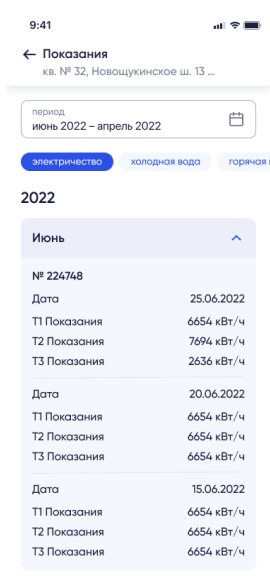 9:41
Показания
кв. № 32, Новощукинское ш. 13 ...
период
июнь 2022 – апрель 2022
электричество холодная вода горячая
2022
Июнь
№ 224748
Дата 25.06.2022
Т1 Показания 6654 кВт/ч
Т2 Показания 7694 кВт/ч
Т3 Показания 2636 кВт/ч
Дата 20.06.2022
Т1 Показания 6654 кВт/ч
Т2 Показания 6654 кВт/ч
Т3 Показания 6654 кВт/ч
Дата 15.06.2022
Т1 Показания 6654 кВт/ч
Т2 Показания 6654 кВт/ч
Т3 Показания 6654 кВт/ч